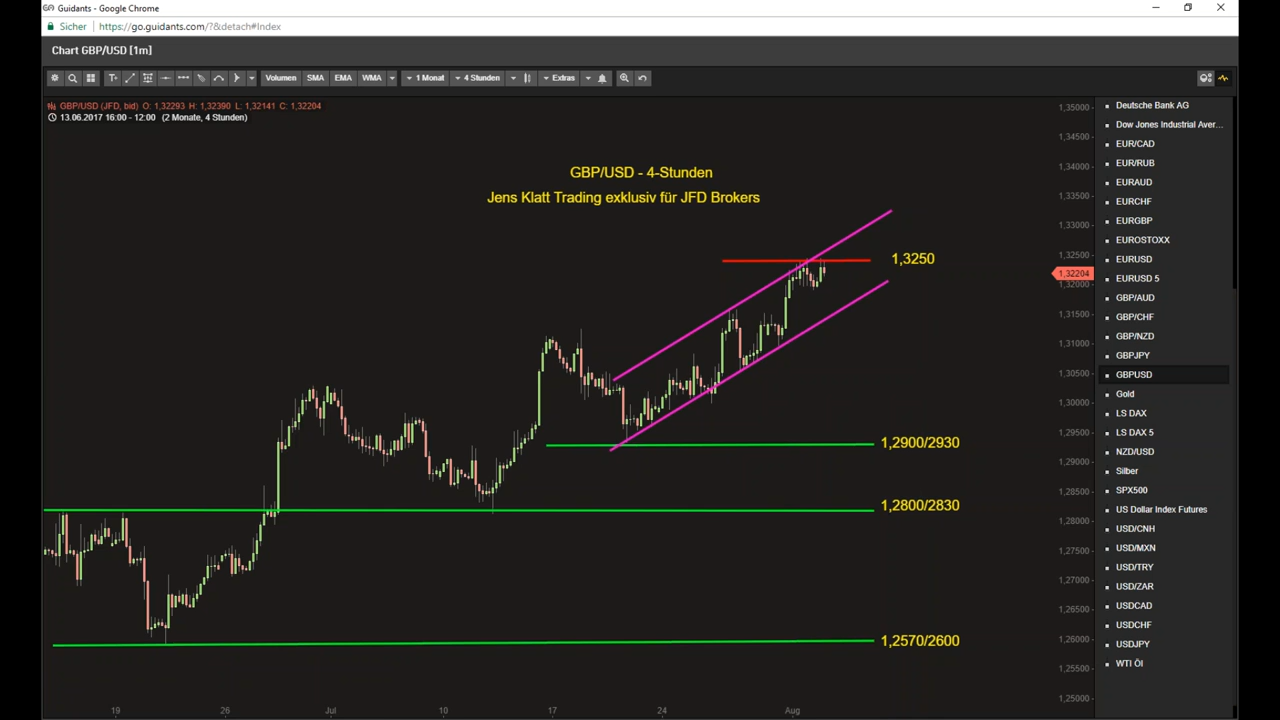 Guidants - Google Chrome
Sicher https://go.guidants.com/?&detach#Index
Chart GBP/USD [1m]
Volumen SMA EMA WMA 1 Monat 4 Stunden Extras
GBP/USD (JFD, bid) O: 1,32293 H: 1,32390 L: 1,32141 C: 1,32204
13.06.2017 16:00 - 12:00 (2 Monate, 4 Stunden)
GBP/USD - 4-Stunden
Jens Klatt Trading exklusiv für JFD Brokers
1,3250
1,2900/2930
1,2800/2830
1,2570/2600
1,35000
1,34500
1,34000
1,33500
1,33000
1,32500
1,32204
1,32000
1,31500
1,31000
1,30500
1,30000
1,29500
1,29000
1,28500
1,28000
1,27500
1,27000
1,26500
1,26000
1,25500
1,25000
19 26 Jul 10 17 24 Aug
Deutsche Bank AG
Dow Jones Industrial Aver...
EUR/CAD
EUR/RUB
EURAUD
EURCHF
EURGBP
EUROSTOXX
EURUSD
EURUSD 5
GBP/AUD
GBP/CHF
GBP/NZD
GBPJPY
GBPUSD
Gold
LS DAX
LS DAX 5
NZD/USD
Silber
SPX500
US Dollar Index Futures
USD/CNH
USD/MXN
USD/TRY
USD/ZAR
USDCAD
USDCHF
USDJPY
WTI Öl